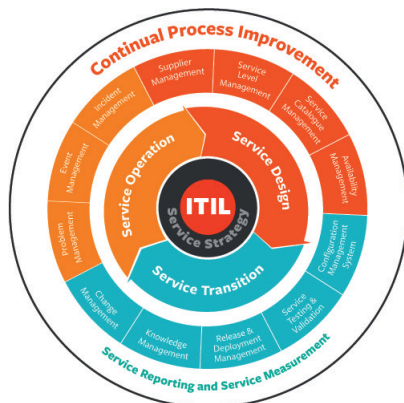 Continual Process Improvement
Supplier
Management
Service
Level
Management
Service
Catalogue
Management
Availability
Management
Configuration
Management
System
Service
Testing &
Validation
Release &
Deployment
Management
Knowledge
Management
Change
Management
Problem
Management
Event
Management
Incident
Management
Service Operation
Service Design
Service Transition
ITIL
Service Strategy
Service Reporting and Service Measurement